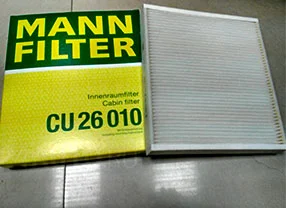 MANN
FILTER
Innenraumfilter
Cabin filter
CU 26 010